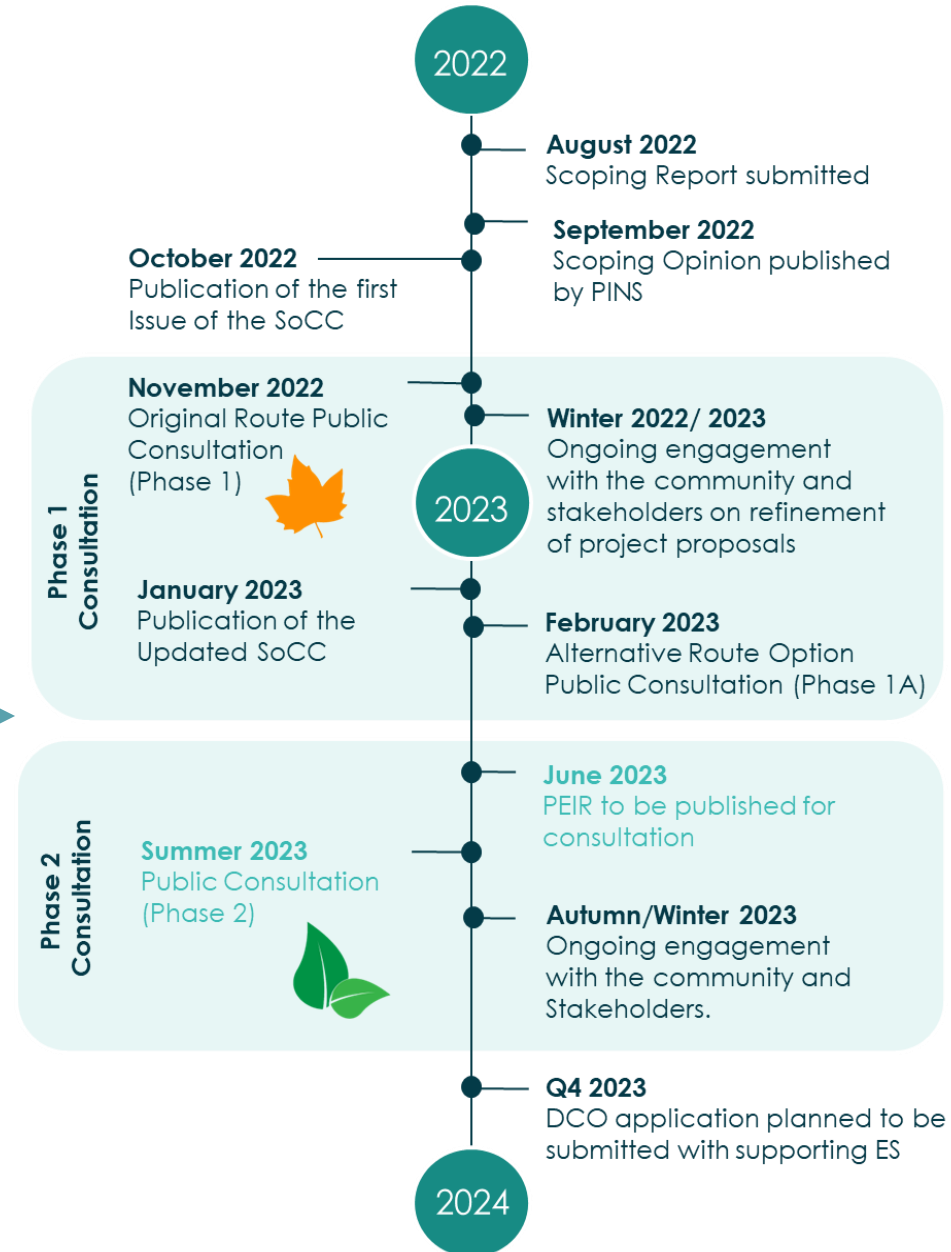 2022
August 2022
Scoping Report submitted
September 2022
Scoping Opinion published
by PINS
October 2022
Publication of the first
Issue of the SoCC
Phase 1
Consultation
November 2022
Original Route Public
Consultation
(Phase 1)
Winter 2022/ 2023
Ongoing engagement
with the community and
stakeholders on refinement
of project proposals
2023
January 2023
Publication of the
Updated SoCC
February 2023
Alternative Route Option
Public Consultation (Phase 1A)
Phase 2
Consultation
June 2023
PEIR to be published for
consultation
Summer 2023
Public Consultation
(Phase 2)
Autumn/Winter 2023
Ongoing engagement
with the community and
Stakeholders.
Q4 2023
DCO application planned to be
submitted with supporting ES
2024